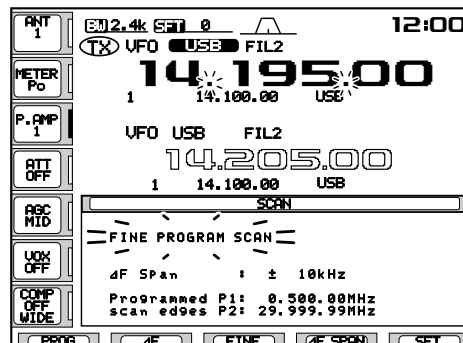 ANT
1
BW 2.4k SFT 0
12:00
TX VFO USB FIL2
METER
Po
14.195.00
1 14.100.00 USB
P.AMP
1
VFO USB FIL2
14.205.00
1 14.100.00 USB
ATT
OFF
SCAN
AGC
MID
FINE PROGRAM SCAN
VOX
OFF
⊿F SPan : ± 10kHz
COMP
OFF
WIDE
Programmed P1: 0.500.00MHz
scan edges P2: 29.999.99MHz
PROG ⊿F FINE ⊿F SPAN SET